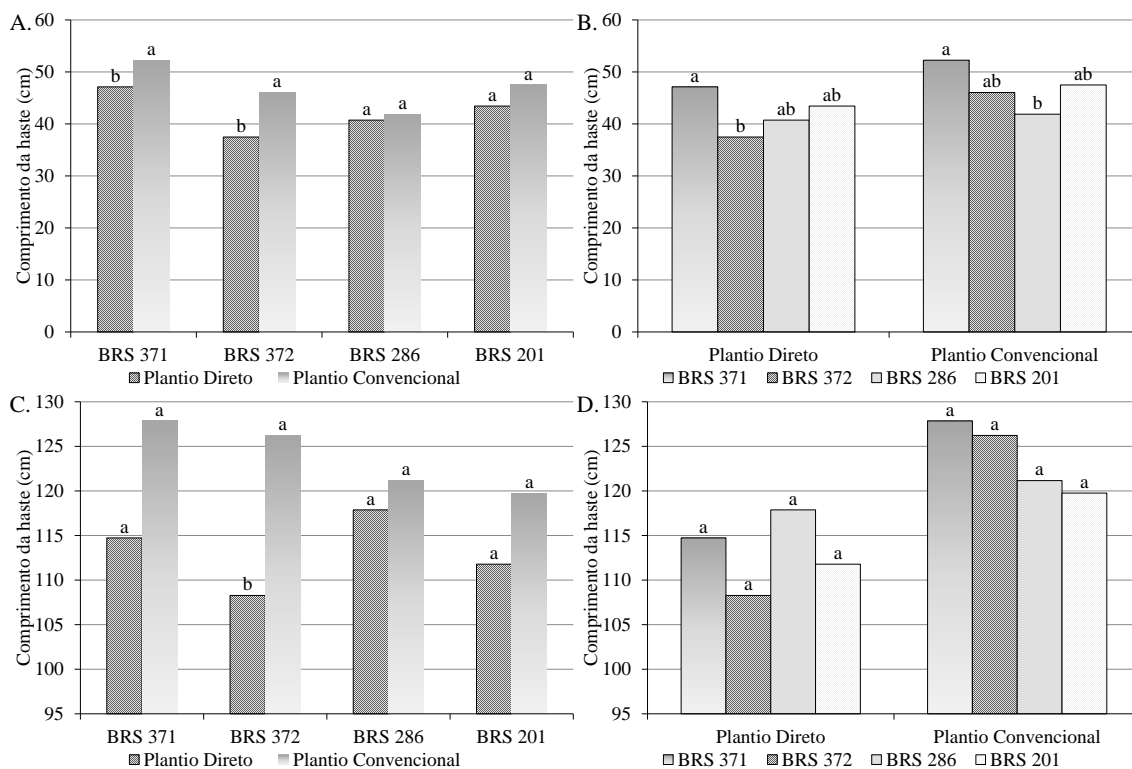 A.
Comprimento da haste (cm)
60
50
40
30
20
10
0
b a b a a a a a
BRS 371 BRS 372 BRS 286 BRS 201
Plantio Direto Plantio Convencional
B.
Comprimento da haste (cm)
60
50
40
30
20
10
0
a b ab ab a ab b ab
Plantio Direto Plantio Convencional
BRS 371 BRS 372 BRS 286 BRS 201
C.
Comprimento da haste (cm)
130
125
120
115
110
105
100
95
a a b a a a a a
BRS 371 BRS 372 BRS 286 BRS 201
Plantio Direto Plantio Convencional
D.
Comprimento da haste (cm)
130
125
120
115
110
105
100
95
a a a a a a a a
Plantio Direto Plantio Convencional
BRS 371 BRS 372 BRS 286 BRS 201